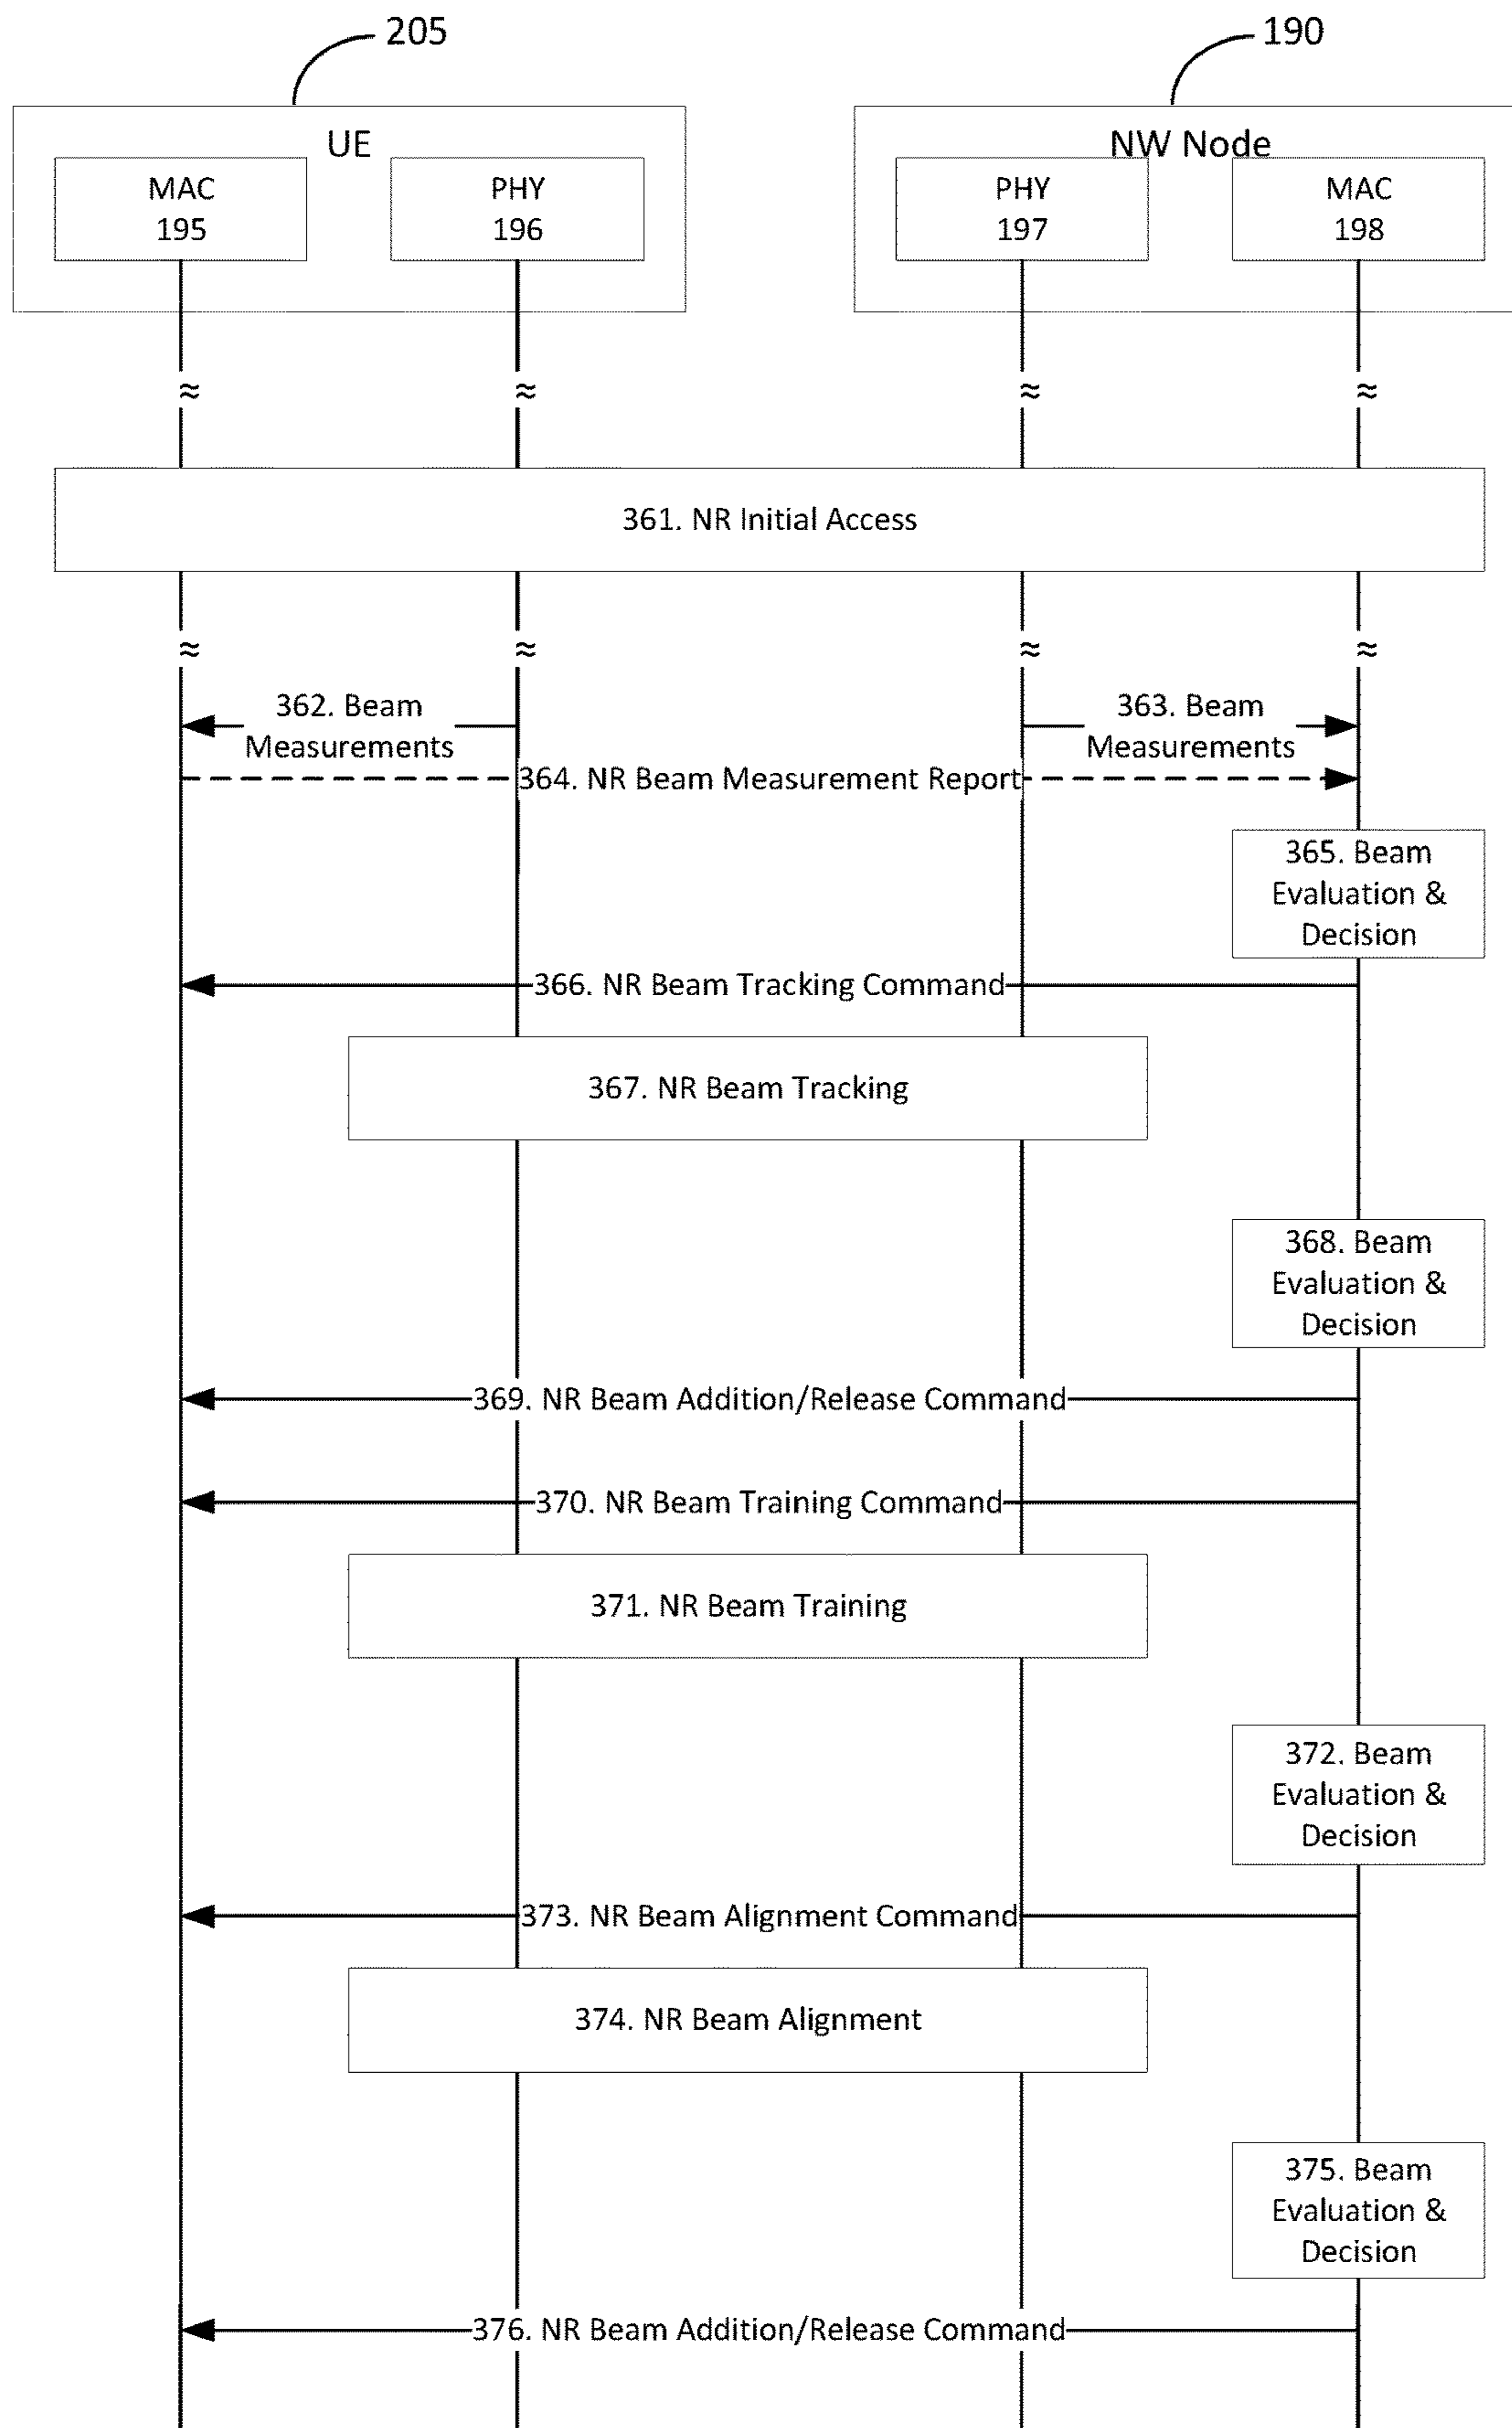 205
190
UE
NW Node
MAC
195
PHY
196
PHY
197
MAC
198
≈ ≈ ≈ ≈
361. NR Initial Access
≈ ≈ ≈ ≈
362. Beam
Measurements
363. Beam
Measurements
364. NR Beam Measurement Report
365. Beam
Evaluation &
Decision
366. NR Beam Tracking Command
367. NR Beam Tracking
368. Beam
Evaluation &
Decision
369. NR Beam Addition/Release Command
370. NR Beam Training Command
371. NR Beam Training
372. Beam
Evaluation &
Decision
373. NR Beam Alignment Command
374. NR Beam Alignment
375. Beam
Evaluation &
Decision
376. NR Beam Addition/Release Command